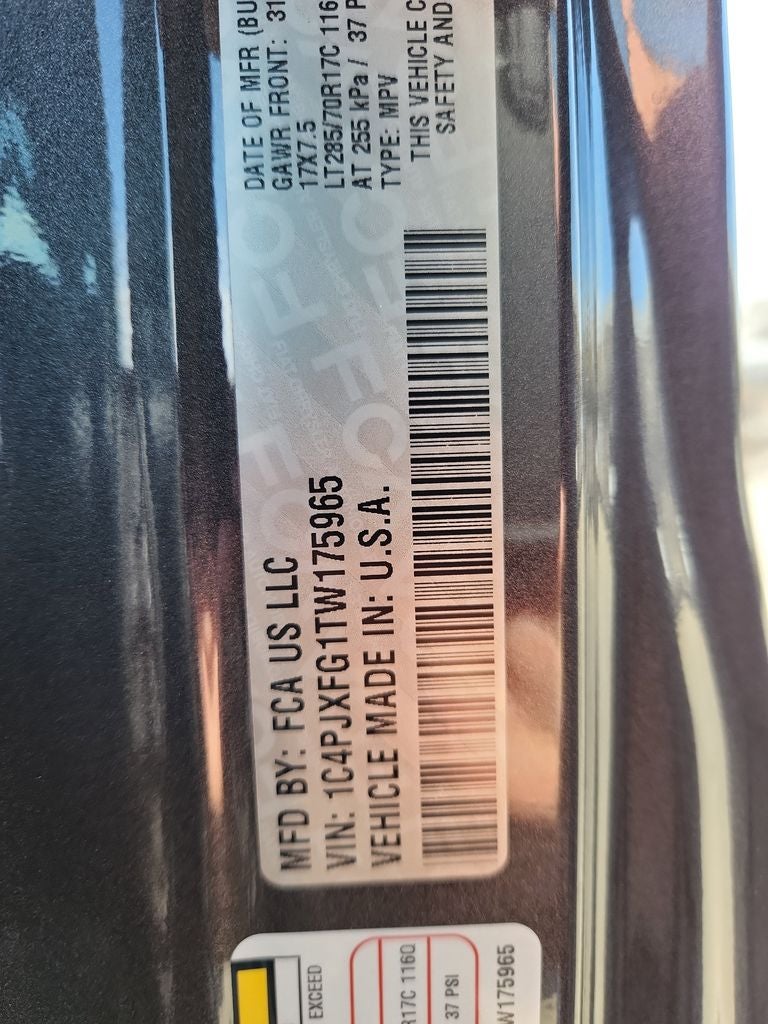 MFD BY: FCA US LLC
VIN: 1C4PJXFG1TW175965
VEHICLE MADE IN: U.S.A.
DATE OF MFR (BU
GAWR FRONT: 31
17X7.5
LT285/70R17C 116
AT 255 kPa / 37 P
TYPE: MPV
THIS VEHICLE C
SAFETY AND
EXCEED
R17C 116Q
37 PSI
W175965